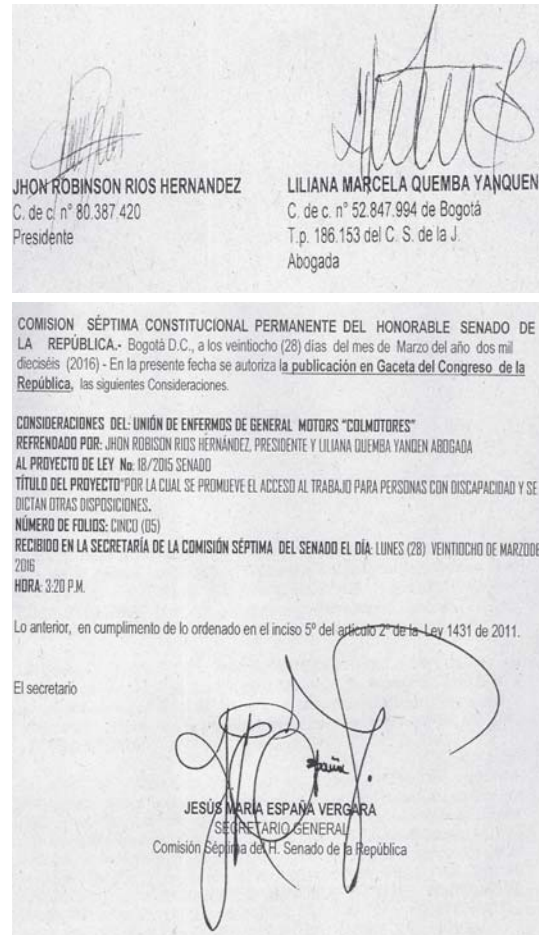 JHON ROBINSON RIOS HERNANDEZ
C. de c. n° 80.387.420
Presidente
LILIANA MARCELA QUEMBA YANQUEN
C. de c. n° 52.847.994 de Bogotá
T.p. 186.153 del C. S. de la J.
Abogada
COMISION SÉPTIMA CONSTITUCIONAL PERMANENTE DEL HONORABLE SENADO DE
LA REPÚBLICA.- Bogotá D.C., a los veintiocho (28) días del mes de Marzo del año dos mil
dieciséis (2016) - En la presente fecha se autoriza la publicación en Gaceta del Congreso de la
República, las siguientes Consideraciones.
CONSIDERACIONES DEL: UNIÓN DE ENFERMOS DE GENERAL MOTORS "COLMOTORES"
REFRENDADO POR: JHON ROBISON RIOS HERNÁNDEZ, PRESIDENTE Y LILIANA QUEMBA YANQEN ABOGADA
AL PROYECTO DE LEY No: 18/2015 SENADO
TÍTULO DEL PROYECTO "POR LA CUAL SE PROMUEVE EL ACCESO AL TRABAJO PARA PERSONAS CON DISCAPACIDAD Y SE
DICTAN OTRAS DISPOSICIONES.
NÚMERO DE FOLIOS: CINCO (05)
RECIBIDO EN LA SECRETARÍA DE LA COMISIÓN SÉPTIMA DEL SENADO EL DÍA: LUNES (28) VEINTIOCHO DE MARZODE
2016
HORA: 3:20 P.M.
Lo anterior, en cumplimento de lo ordenado en el inciso 5º del articulo 2º de la Ley 1431 de 2011.
El secretario
España
JESÚS MARÍA ESPAÑA VERGARA
SECRETARIO GENERAL
Comisión Séptima del H. Senado de la República